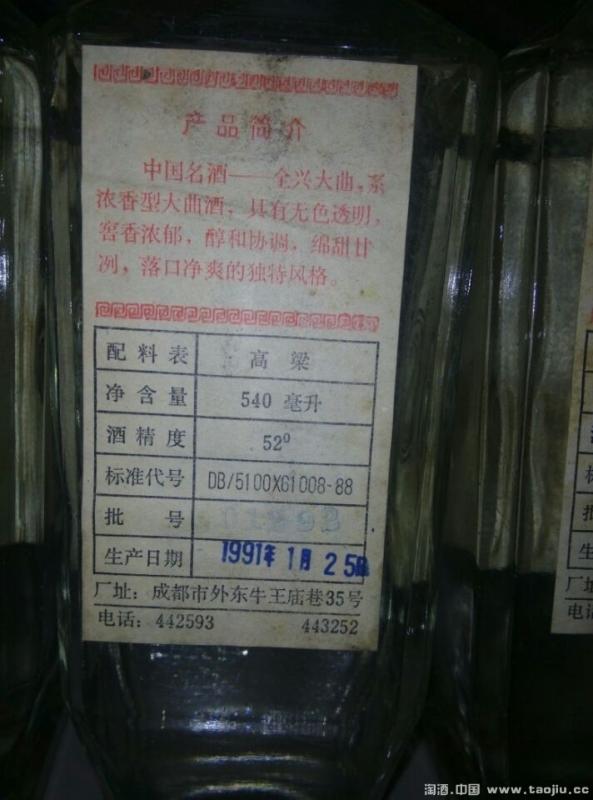 产品简介
中国名酒——全兴大曲,系
浓香型大曲酒,具有无色透明,
窖香浓郁,醇和协调,绵甜甘
冽,落口净爽的独特风格。
配料表 高粱
净含量 540 毫升
酒精度 52⁰
标准代号 DB/5100X61008-88
批号
生产日期 1991年1月25日
厂址:成都市外东牛王庙巷35号
电话:442593 443252
淘酒.中国 www.taojiu.cc